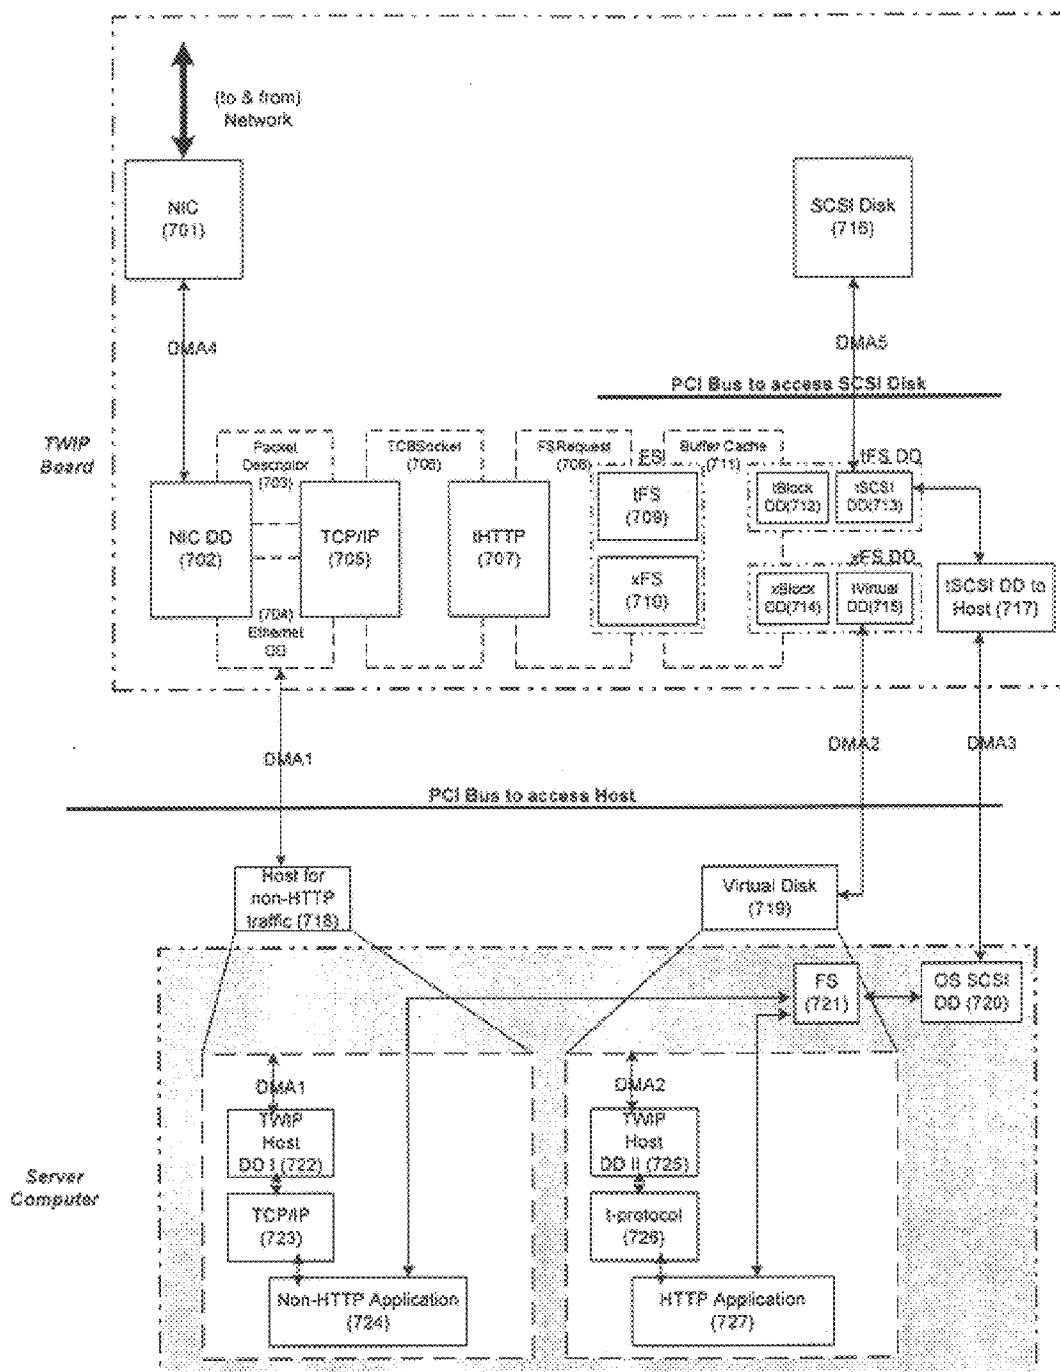 (to & from)
Network
NIC
(701)
SCSI Disk
(716)
DMA4
DMA5
PCI Bus to access SCSI Disk
TWIP
Board
Packet
Descriptor
(703)
TCBSocket
(706)
FSRequest
(708)
FS
Buffer Cache
(711)
tFS DD
NIC DD
(702)
TCP/IP
(705)
tHTTP
(707)
tFS
(709)
tBlock
DD(712)
tSCSI
DD(713)
xFS DD
xFS
(710)
xBlock
DD(714)
tVirtual
DD(715)
tSCSI DD to
Host (717)
(704)
Ethernet
DD
DMA1
DMA2
DMA3
PCI Bus to access Host
Host for
non-HTTP
traffic (718)
Virtual Disk
(719)
FS
(721)
OS SCSI
DD (720)
DMA1
DMA2
TWIP
Host
DD I (722)
TWIP
Host
DD II (725)
Server
Computer
TCP/IP
(723)
t-protocol
(726)
Non-HTTP Application
(724)
HTTP Application
(727)